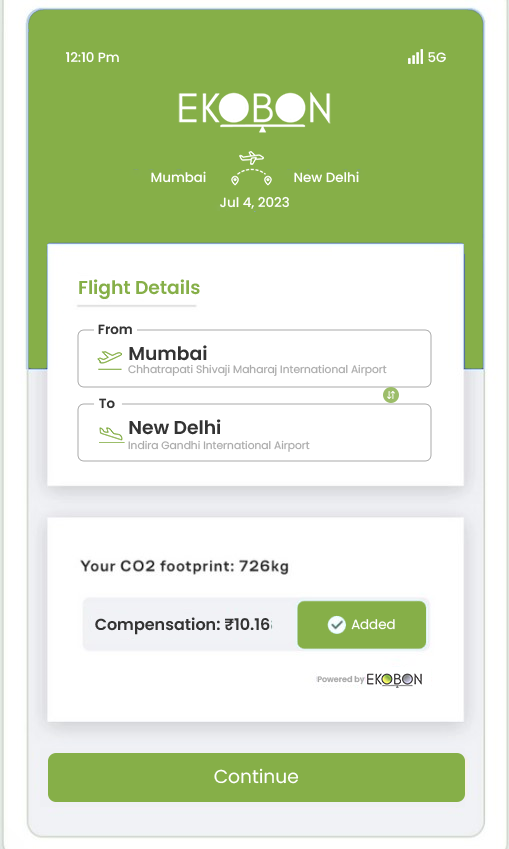 12:10 Pm
5G
EKOBON
Mumbai
New Delhi
Jul 4, 2023
Flight Details
From
Mumbai
Chhatrapati Shivaji Maharaj International Airport
To
New Delhi
Indira Gandhi International Airport
Your CO2 footprint: 726kg
Compensation: ₹10.16
Added
Powered by EKOBON
Continue